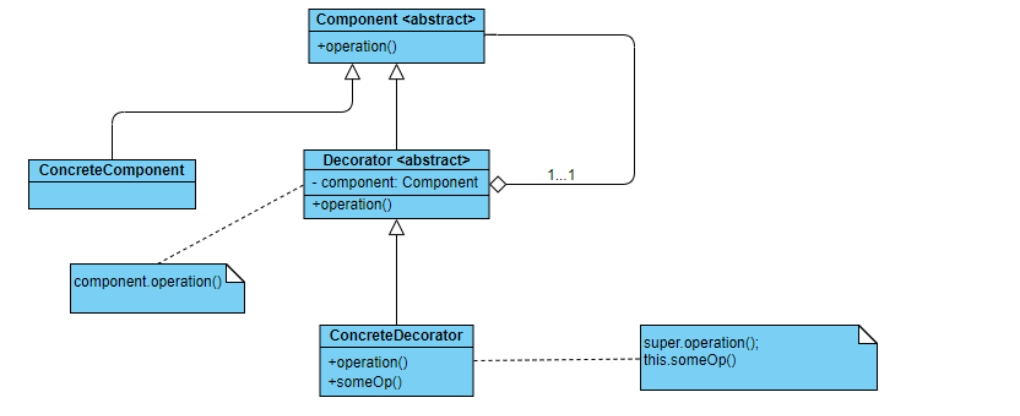 Component <abstract>
+operation()
ConcreteComponent
Decorator <abstract>
- component: Component
+operation()
1...1
component.operation()
ConcreteDecorator
+operation()
+someOp()
super.operation();
this.someOp()